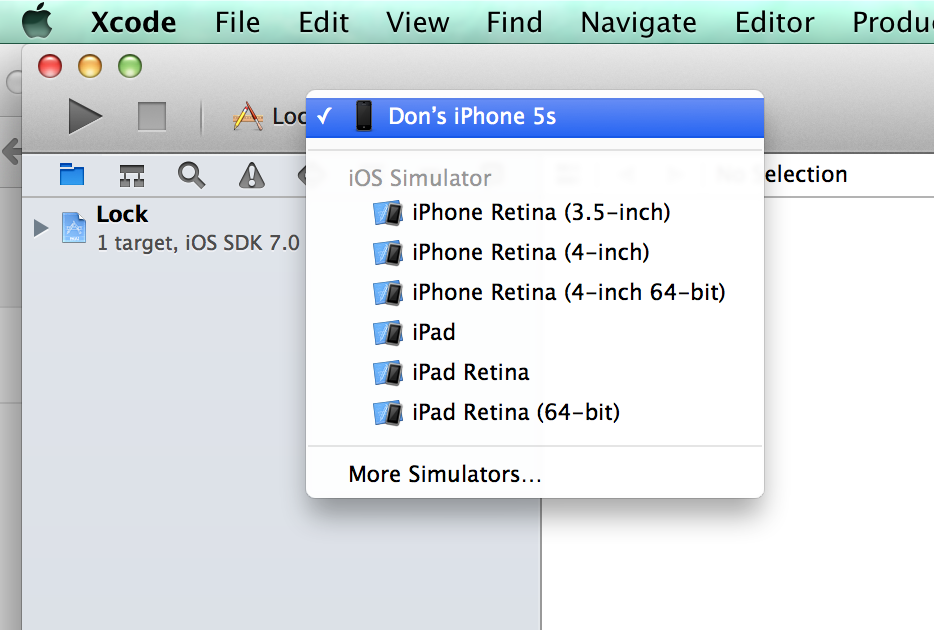 Xcode File Edit View Find Navigate Editor
Loc
✓ Don’s iPhone 5s
No Selection
iOS Simulator
Lock
1 target, iOS SDK 7.0
iPhone Retina (3.5-inch)
iPhone Retina (4-inch)
iPhone Retina (4-inch 64-bit)
iPad
iPad Retina
iPad Retina (64-bit)
More Simulators…